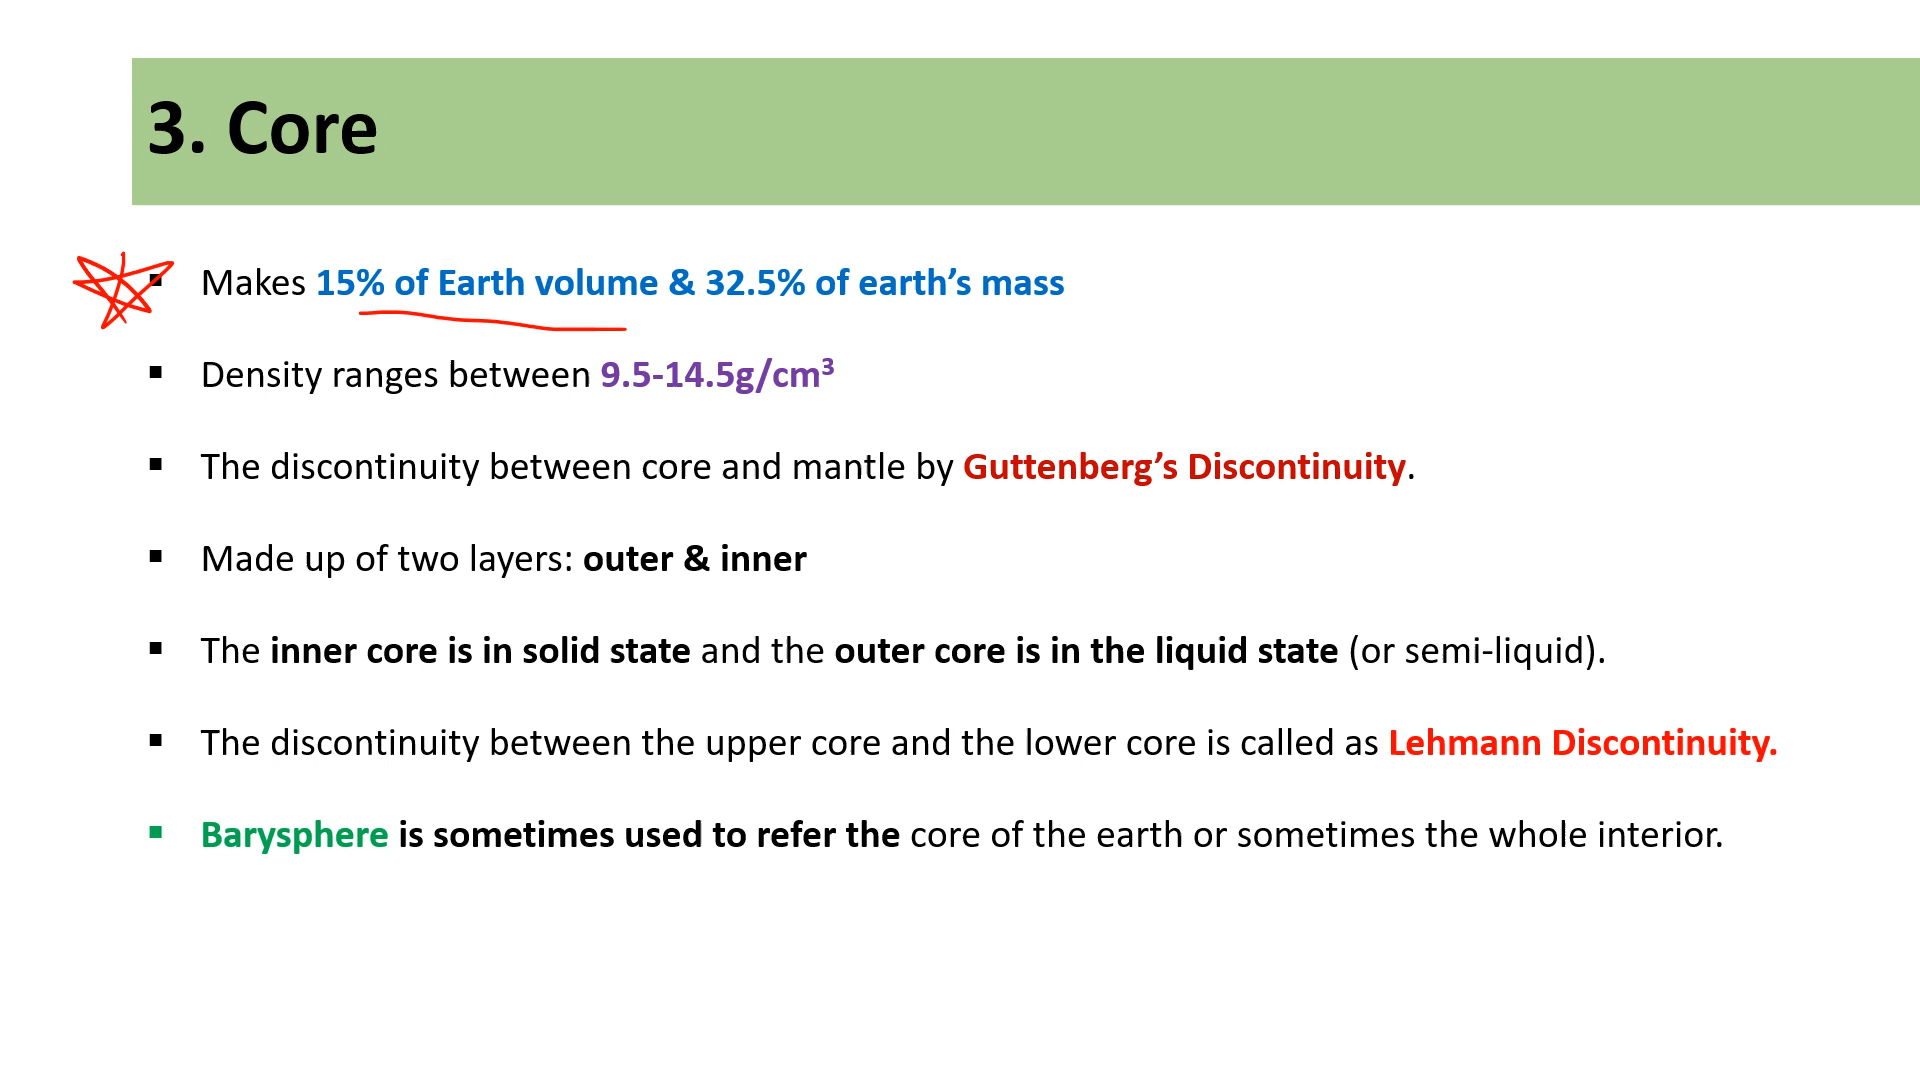 3. Core
▪ Makes 15% of Earth volume & 32.5% of earth’s mass
▪ Density ranges between 9.5-14.5g/cm³
▪ The discontinuity between core and mantle by Guttenberg’s Discontinuity.
▪ Made up of two layers: outer & inner
▪ The inner core is in solid state and the outer core is in the liquid state (or semi-liquid).
▪ The discontinuity between the upper core and the lower core is called as Lehmann Discontinuity.
▪ Barysphere is sometimes used to refer the core of the earth or sometimes the whole interior.